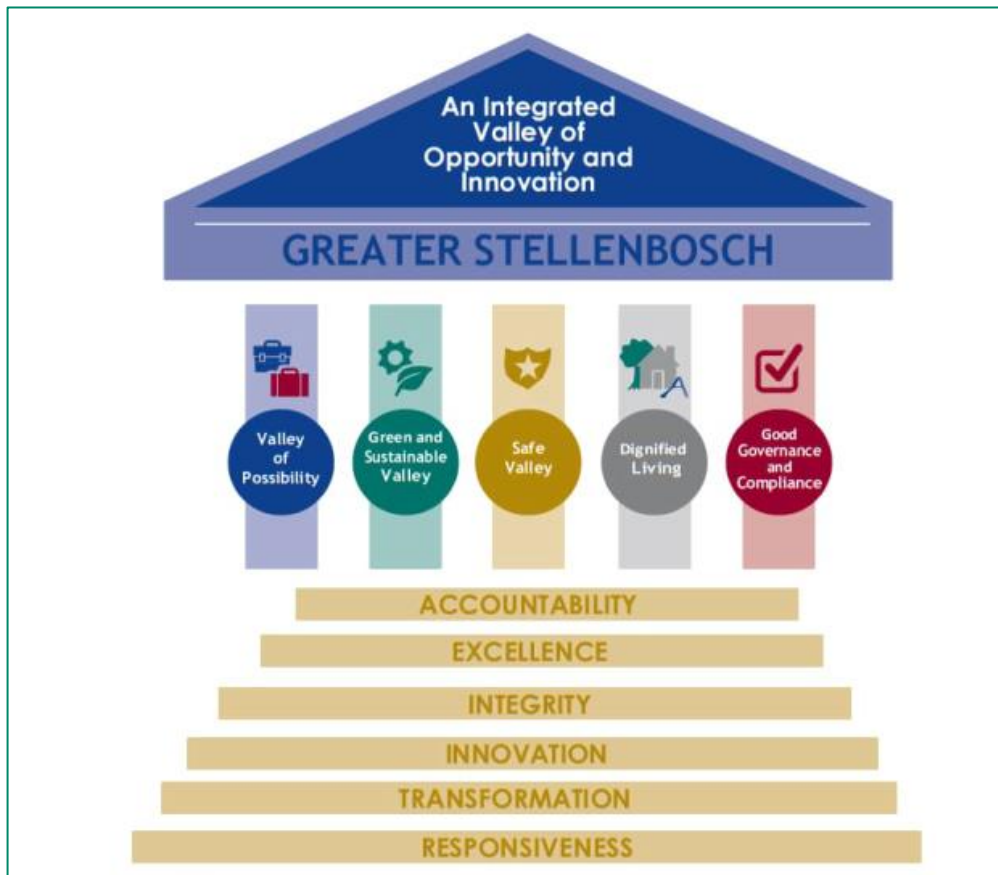 An Integrated
Valley of
Opportunity and
Innovation
GREATER STELLENBOSCH
Valley
of
Possibility
Green and
Sustainable
Valley
Safe
Valley
Dignified
Living
Good
Governance
and
Compliance
ACCOUNTABILITY
EXCELLENCE
INTEGRITY
INNOVATION
TRANSFORMATION
RESPONSIVENESS